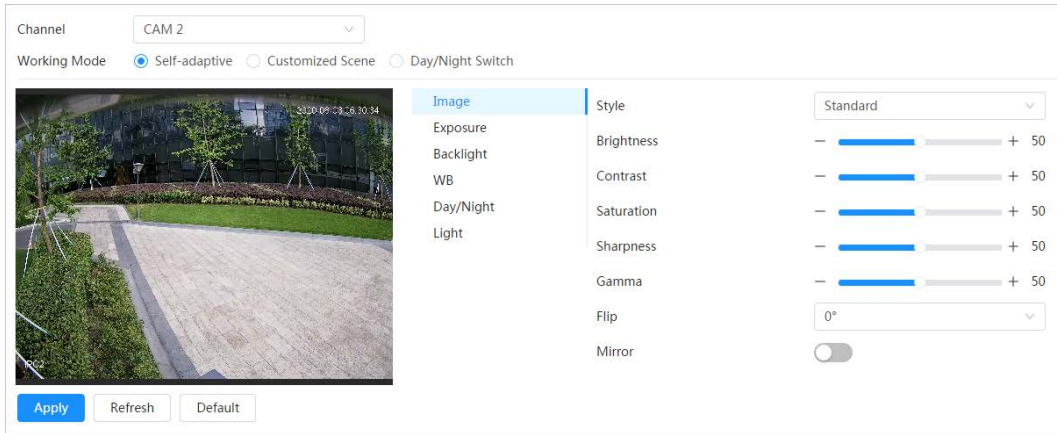 Channel CAM 2
Working Mode Self-adaptive Customized Scene Day/Night Switch
Image
Exposure
Backlight
WB
Day/Night
Light
Style Standard
Brightness − + 50
Contrast − + 50
Saturation − + 50
Sharpness − + 50
Gamma − + 50
Flip 0°
Mirror
IPC2
Apply Refresh Default